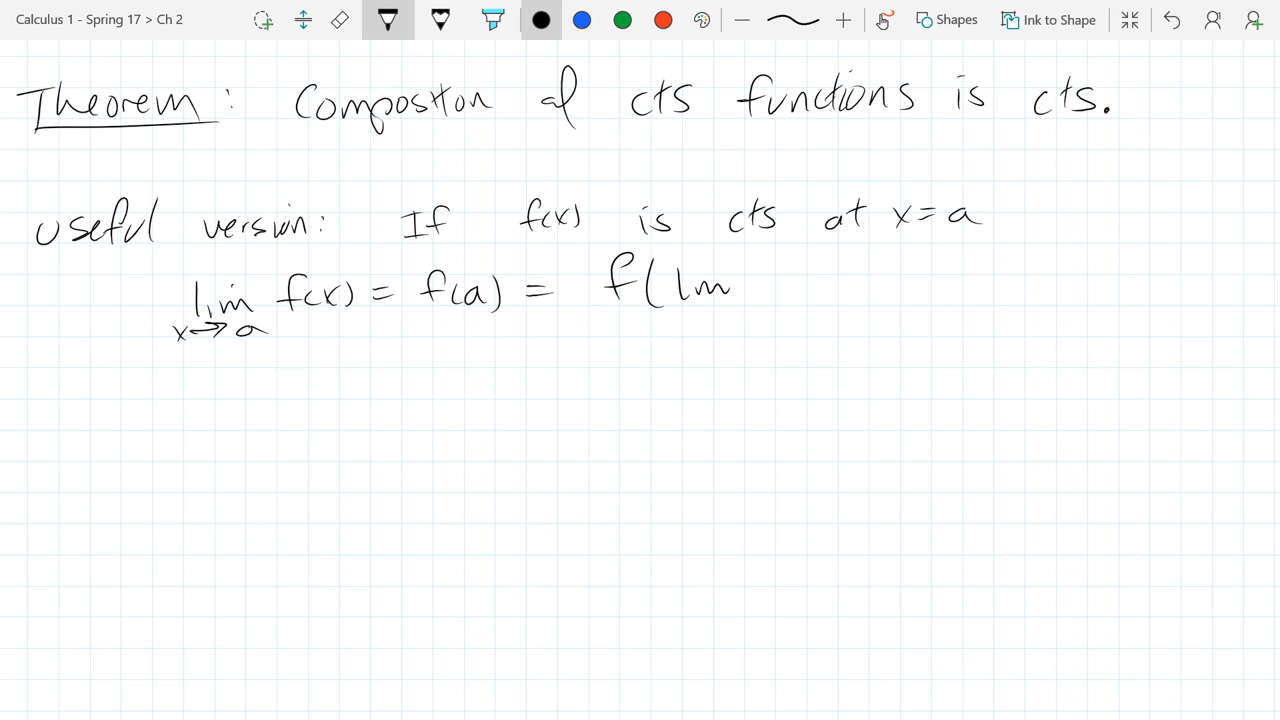 Calculus 1 - Spring 17 > Ch 2 Shapes Ink to Shape
Theorem: Compositon of cts functions is cts.
useful version: If f(x) is cts at x = a
lim f(x) = f(a) = f(lim
x→a